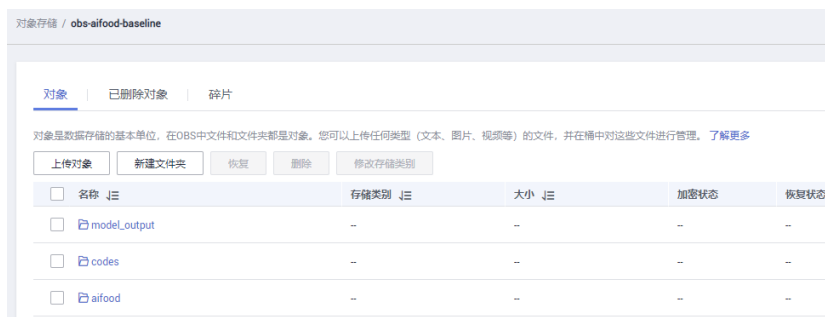 对象存储 / obs-aifood-baseline
对象 已删除对象 碎片
对象是数据存储的基本单位，在OBS中文件和文件夹都是对象。您可以上传任何类型（文本、图片、视频等）的文件，并在桶中对这些文件进行管理。 了解更多
上传对象 新建文件夹 恢复 删除 修改存储类别
名称 存储类别 大小 加密状态 恢复状态
model_output -- -- -- --
codes -- -- -- --
aifood -- -- -- --